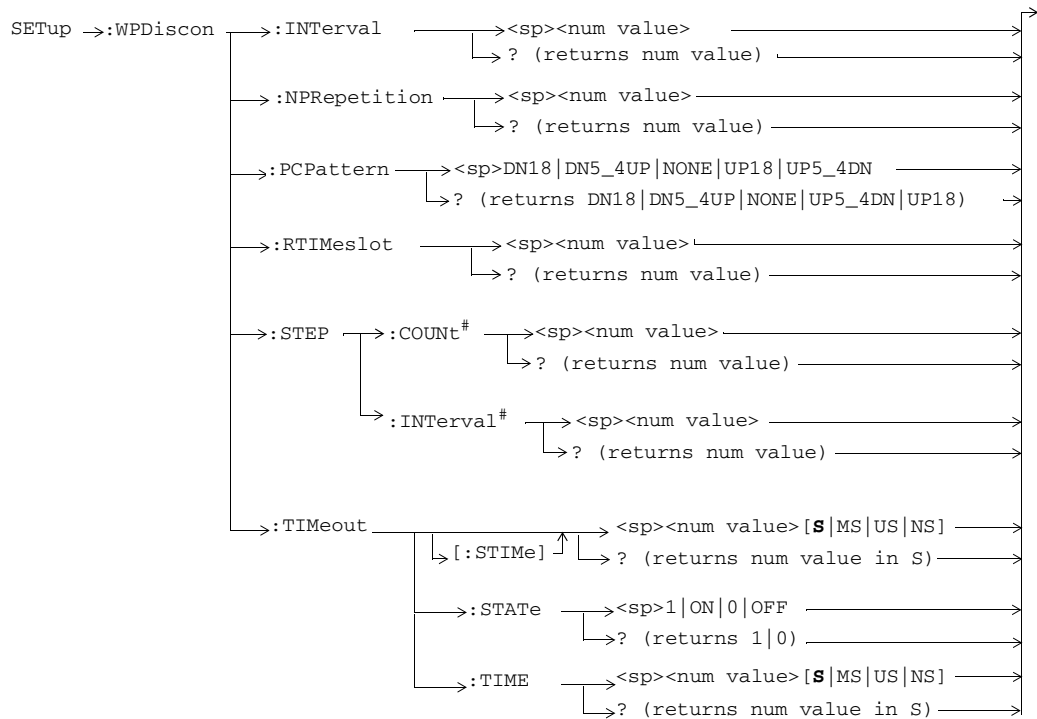 SETup :WPDiscon :INTerval <sp><num value>
? (returns num value)
:NPRepetition <sp><num value>
? (returns num value)
:PCPattern <sp>DN18|DN5_4UP|NONE|UP18|UP5_4DN
? (returns DN18|DN5_4UP|NONE|UP5_4DN|UP18)
:RTIMeslot <sp><num value>
? (returns num value)
:STEP :COUNt# <sp><num value>
? (returns num value)
:INTerval# <sp><num value>
? (returns num value)
:TIMeout <sp><num value>[S|MS|US|NS]
[:STIMe] ? (returns num value in S)
:STATe <sp>1|ON|0|OFF
? (returns 1|0)
:TIME <sp><num value>[S|MS|US|NS]
? (returns num value in S)